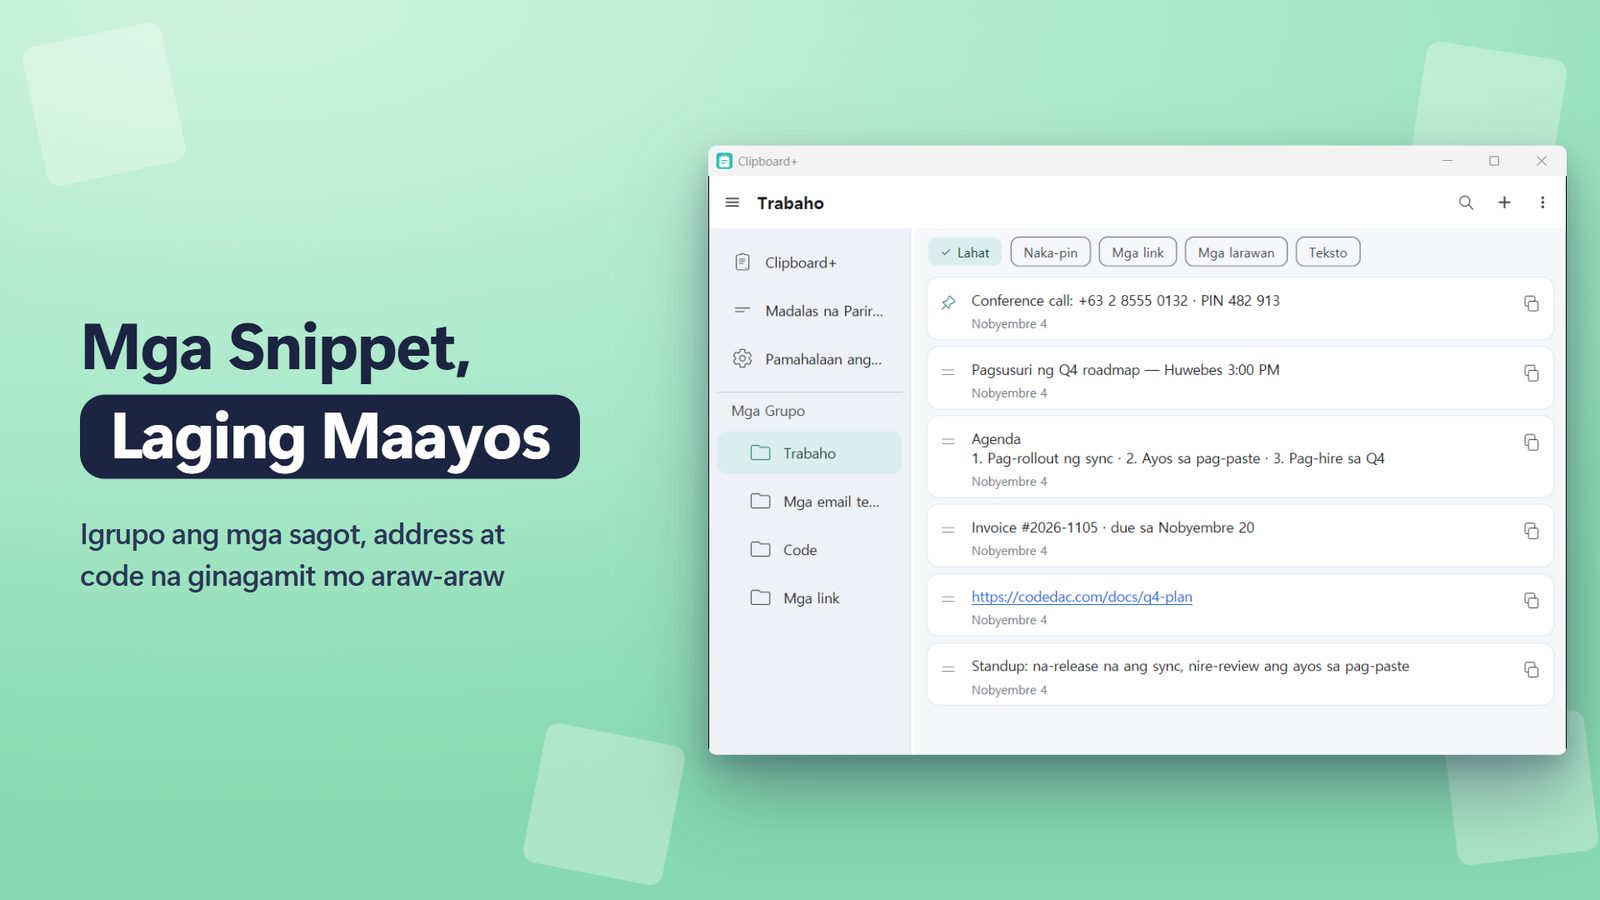 Mga Snippet,
Laging Maayos
Igrupo ang mga sagot, address at
code na ginagamit mo araw-araw
Clipboard+
Trabaho
Clipboard+
Madalas na Parir...
Pamahalaan ang...
Mga Grupo
Trabaho
Mga email te...
Code
Mga link
Lahat
Naka-pin
Mga link
Mga larawan
Teksto
Conference call: +63 2 8555 0132 · PIN 482 913
Nobyembre 4
Pagsusuri ng Q4 roadmap — Huwebes 3:00 PM
Nobyembre 4
Agenda
1. Pag-rollout ng sync · 2. Ayos sa pag-paste · 3. Pag-hire sa Q4
Nobyembre 4
Invoice #2026-1105 · due sa Nobyembre 20
Nobyembre 4
https://codedac.com/docs/q4-plan
Nobyembre 4
Standup: na-release na ang sync, nire-review ang ayos sa pag-paste
Nobyembre 4